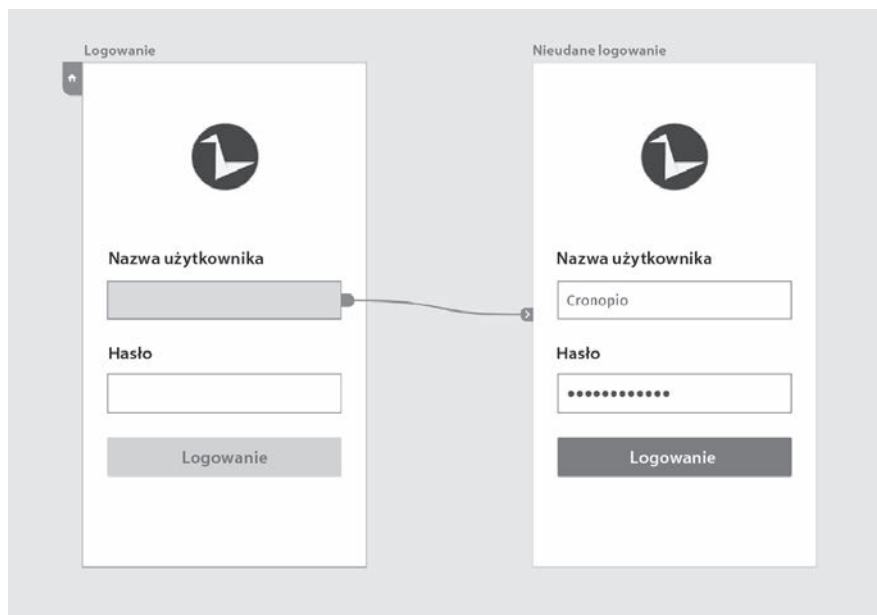 Logowanie
Nazwa użytkownika
Hasło
Logowanie
Nieudane logowanie
Nazwa użytkownika
Cronopio
Hasło
••••••••••••
Logowanie